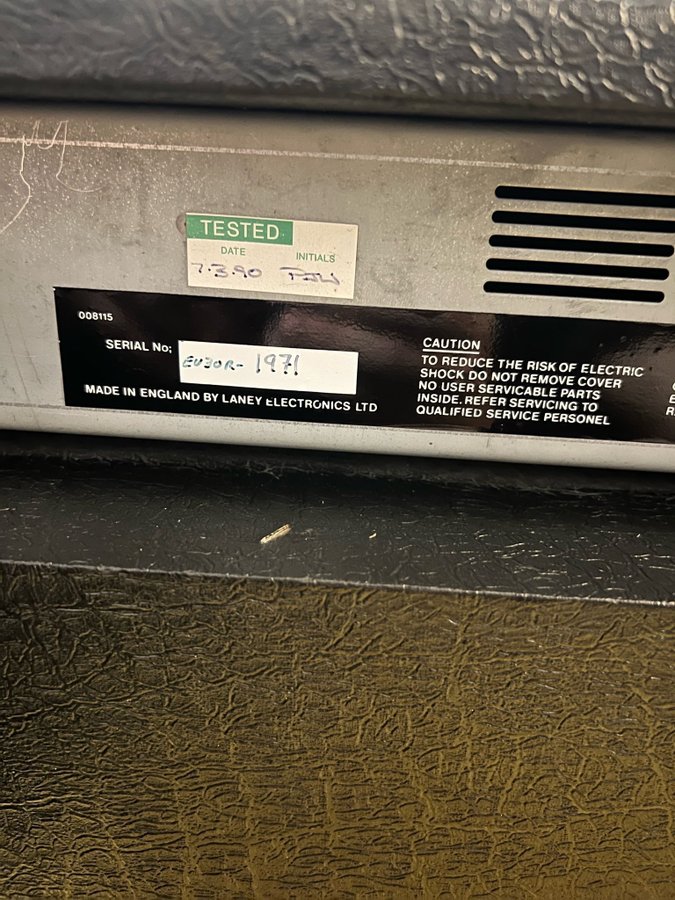 TESTED
DATE INITIALS
7.3.90
008115
SERIAL No: EU30R-1971
MADE IN ENGLAND BY LANEY ELECTRONICS LTD
CAUTION
TO REDUCE THE RISK OF ELECTRIC
SHOCK DO NOT REMOVE COVER
NO USER SERVICABLE PARTS
INSIDE. REFER SERVICING TO
QUALIFIED SERVICE PERSONEL